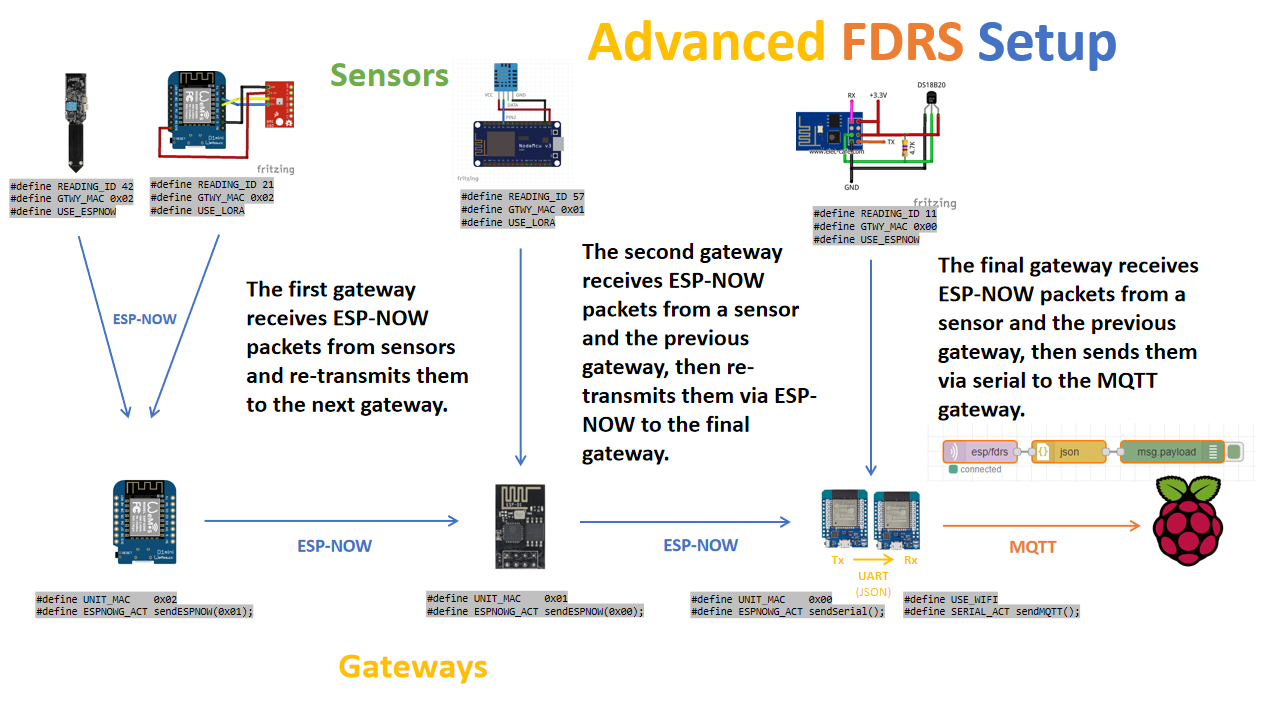 Advanced FDRS Setup
Sensors
fritzing
#define READING_ID 42
#define GTWY_MAC 0x02
#define USE_ESPNOW
#define READING_ID 21
#define GTWY_MAC 0x02
#define USE_LORA
VCC
GND
DATA
PIN2
NodeMcu v3
fritzing
#define READING_ID 57
#define GTWY_MAC 0x01
#define USE_LORA
DS18B20
RX
+3.3V
TX
4.7K
GND
fritzing
#define READING_ID 11
#define GTWY_MAC 0x00
#define USE_ESPNOW
ESP-NOW
The first gateway
receives ESP-NOW
packets from sensors
and re-transmits them
to the next gateway.
The second gateway
receives ESP-NOW
packets from a sensor
and the previous
gateway, then re-
transmits them via ESP-
NOW to the final
gateway.
The final gateway receives
ESP-NOW packets from a
sensor and the previous
gateway, then sends them
via serial to the MQTT
gateway.
esp/fdrs
json
msg.payload
connected
ESP-NOW
ESP-NOW
Tx
Rx
UART
(JSON)
MQTT
#define UNIT_MAC 0x02
#define ESPNOWG_ACT sendESPNOW(0x01);
#define UNIT_MAC 0x01
#define ESPNOWG_ACT sendESPNOW(0x00);
#define UNIT_MAC 0x00
#define ESPNOWG_ACT sendSerial();
#define USE_WIFI
#define SERIAL_ACT sendMQTT();
Gateways